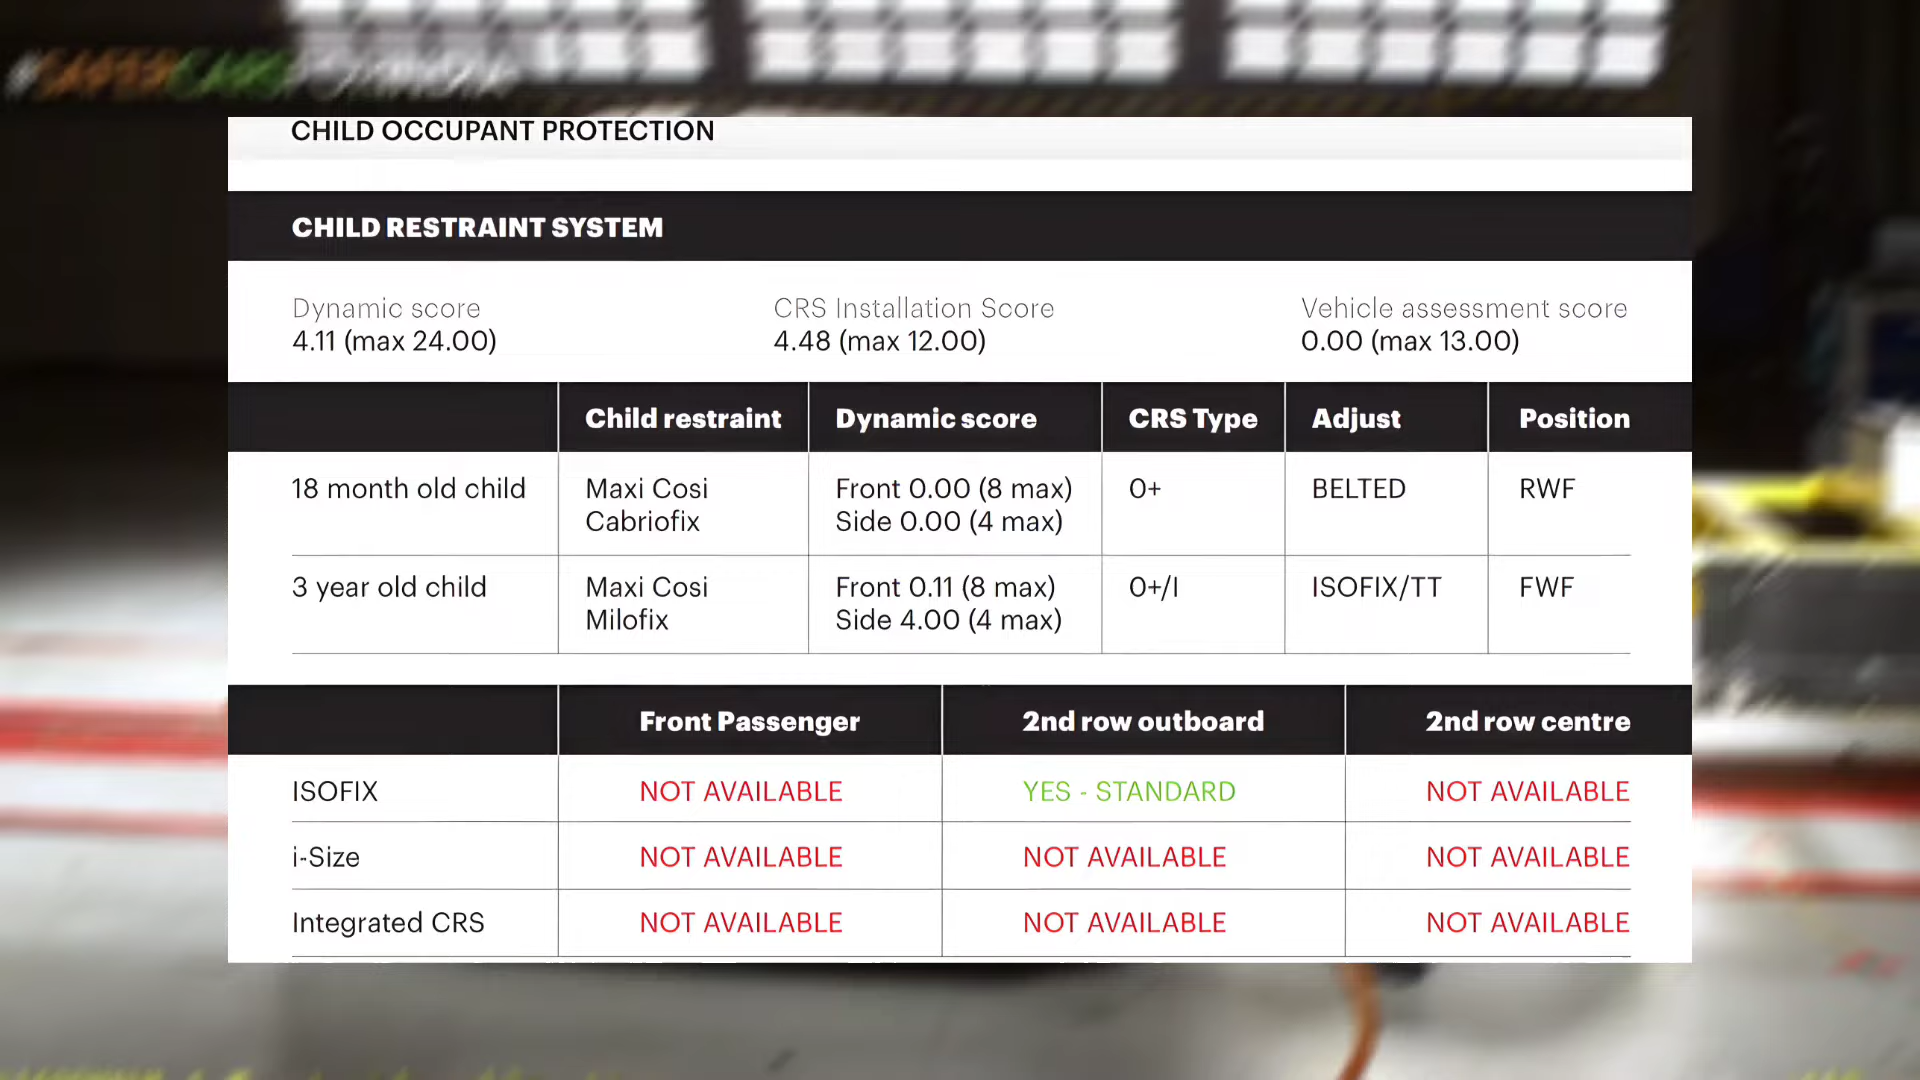 #SAFERCARSFORINDIA
CHILD OCCUPANT PROTECTION
CHILD RESTRAINT SYSTEM
Dynamic score CRS Installation Score Vehicle assessment score
4.11 (max 24.00) 4.48 (max 12.00) 0.00 (max 13.00)
Child restraint Dynamic score CRS Type Adjust Position
18 month old child Maxi Cosi Front 0.00 (8 max) 0+ BELTED RWF
Cabriofix Side 0.00 (4 max)
3 year old child Maxi Cosi Front 0.11 (8 max) 0+/I ISOFIX/TT FWF
Milofix Side 4.00 (4 max)
Front Passenger 2nd row outboard 2nd row centre
ISOFIX NOT AVAILABLE YES - STANDARD NOT AVAILABLE
i-Size NOT AVAILABLE NOT AVAILABLE NOT AVAILABLE
Integrated CRS NOT AVAILABLE NOT AVAILABLE NOT AVAILABLE